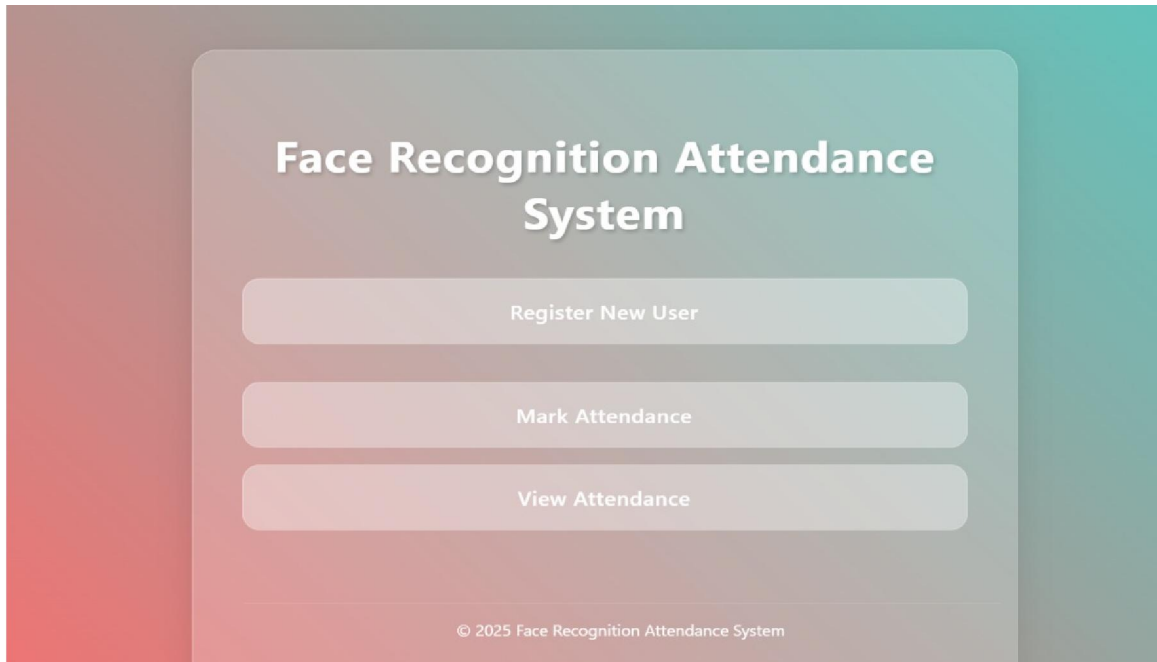 Face Recognition Attendance
System
Register New User
Mark Attendance
View Attendance
© 2025 Face Recognition Attendance System